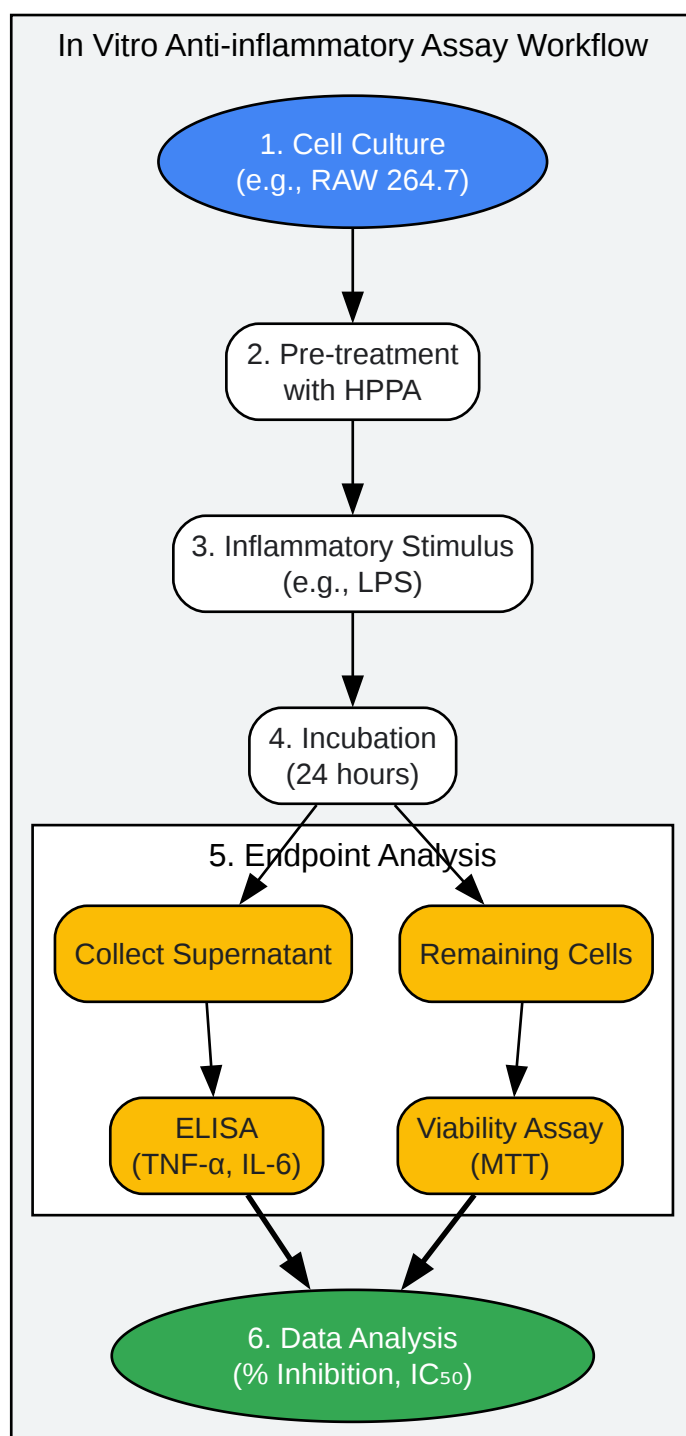 In Vitro Anti-inflammatory Assay Workflow
1. Cell Culture
(e.g., RAW 264.7)
2. Pre-treatment
with HPPA
3. Inflammatory Stimulus
(e.g., LPS)
4. Incubation
(24 hours)
5. Endpoint Analysis
Collect Supernatant
Remaining Cells
ELISA
(TNF-α, IL-6)
Viability Assay
(MTT)
6. Data Analysis
(% Inhibition, IC₅₀)